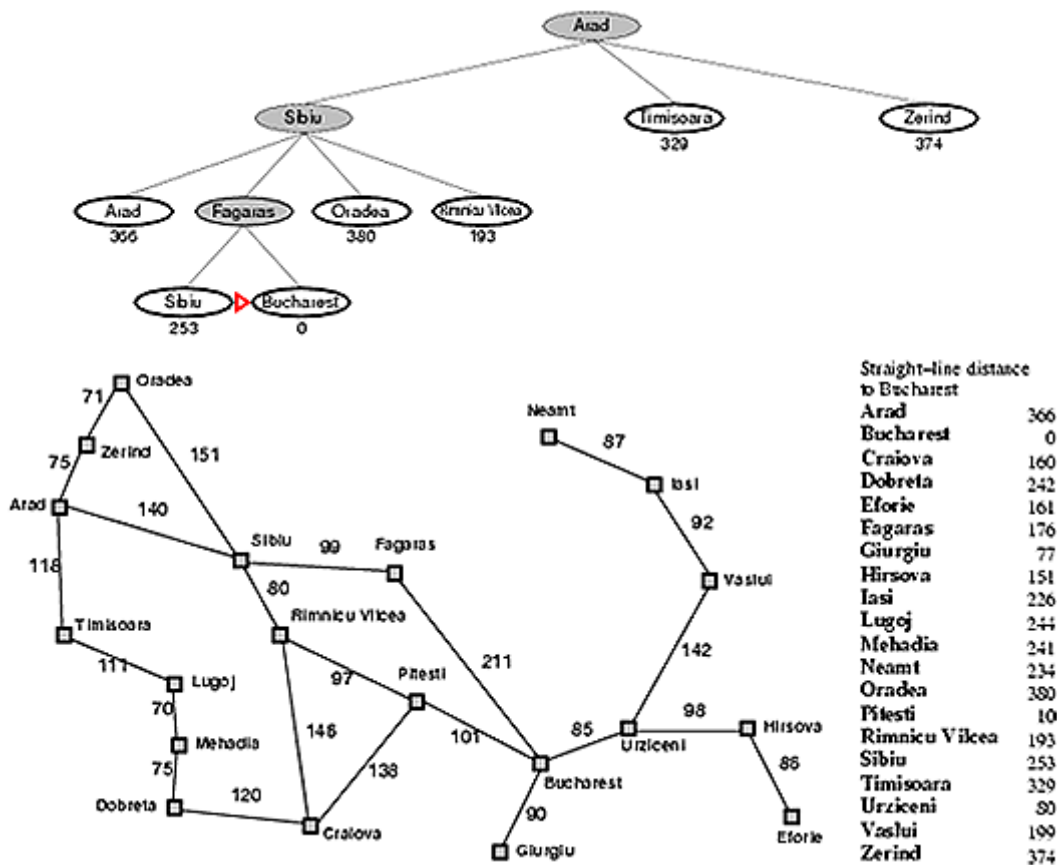 Arad
Sibiu
Timisoara
Zerind
329
374
Arad
Fagaras
Oradea
Rimnicu Vilcea
366
380
193
Sibiu
Bucharest
253
0
Straight-line distance
to Bucharest
Arad 366
Bucharest 0
Craiova 160
Dobreta 242
Eforie 161
Fagaras 176
Giurgiu 77
Hirsova 151
Iasi 226
Lugoj 244
Mehadia 241
Neamt 234
Oradea 380
Pitesti 10
Rimnicu Vilcea 193
Sibiu 253
Timisoara 329
Urziceni 80
Vaslui 199
Zerind 374
Oradea
71
Neamt
87
Zerind
151
75
Iasi
Arad
140
92
Sibiu
99
Fagaras
118
80
Vaslui
Timisoara
Rimnicu Vilcea
111
142
211
Lugoj
97
Pitesti
70
98
Hirsova
146
85
Mehadia
101
Urziceni
75
138
86
Bucharest
120
Dobreta
90
Craiova
Eforie
Giurgiu